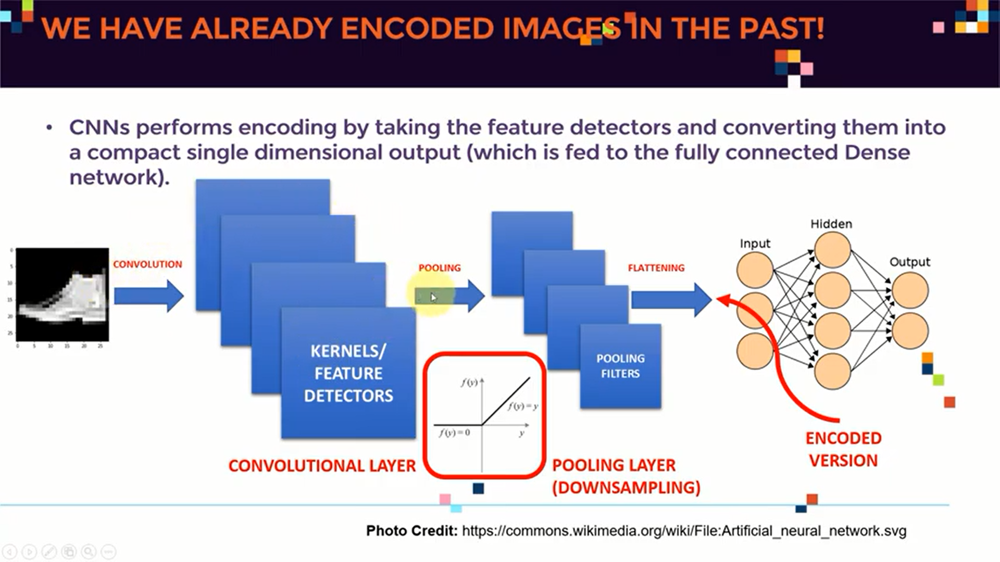 WE HAVE ALREADY ENCODED IMAGES IN THE PAST!
• CNNs performs encoding by taking the feature detectors and converting them into
a compact single dimensional output (which is fed to the fully connected Dense
network).
0
5
10
15
20
25
0 5 10 15 20 25
CONVOLUTION
KERNELS/
FEATURE
DETECTORS
CONVOLUTIONAL LAYER
POOLING
f(y)
f(y) = y
f(y) = 0
y
POOLING
FILTERS
POOLING LAYER
(DOWNSAMPLING)
FLATTENING
Input
Hidden
Output
ENCODED
VERSION
Photo Credit: https://commons.wikimedia.org/wiki/File:Artificial_neural_network.svg